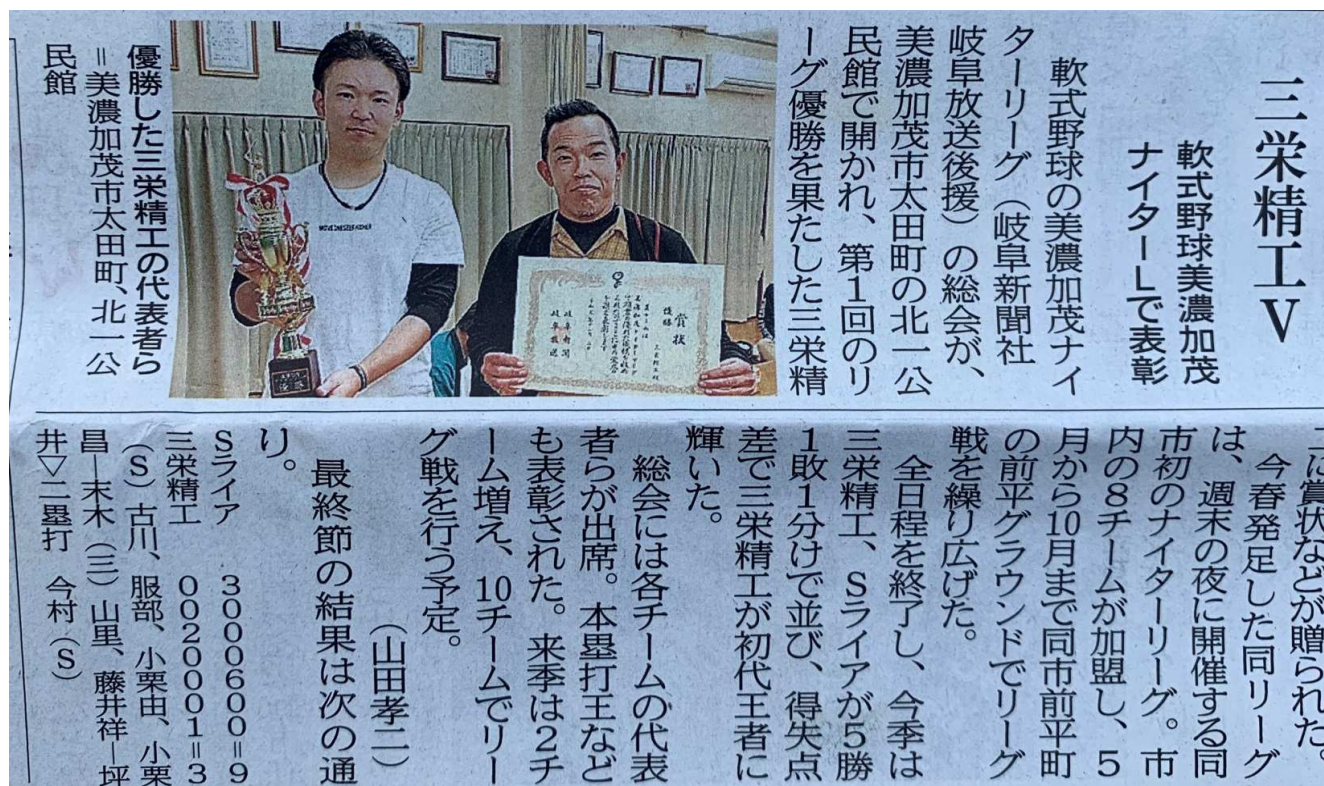 三栄精工V
軟式野球美濃加茂
ナイターLで表彰
軟式野球の美濃加茂ナイ
ターリーグ（岐阜新聞社
岐阜放送後援）の総会が、
美濃加茂市太田町の北一公
民館で開かれ、第1回のリ
ーグ優勝を果たした三栄精
優勝した三栄精工の代表者ら
＝美濃加茂市太田町、北一公
民館
賞状
優勝
工に賞状などが贈られた。
今春発足した同リーグ
は、週末の夜に開催する同
市初のナイターリーグ。市
内の8チームが加盟し、5
月から10月まで同市前平町
の前平グラウンドでリーグ
戦を繰り広げた。
全日程を終了し、今季は
三栄精工、Sライアが5勝
1敗1分けで並び、得失点
差で三栄精工が初代王者に
輝いた。
総会には各チームの代表
者らが出席。本塁打王など
も表彰された。来季は2チ
ーム増え、10チームでリー
グ戦を行う予定。
（山田孝二）
最終節の結果は次の通
り。
Sライア　3000600＝9
三栄精工　0020001＝3
（S）古川、服部、小栗由、小栗
昌―末木（三）山里、藤井祥―坪
井▽二塁打　今村（S）